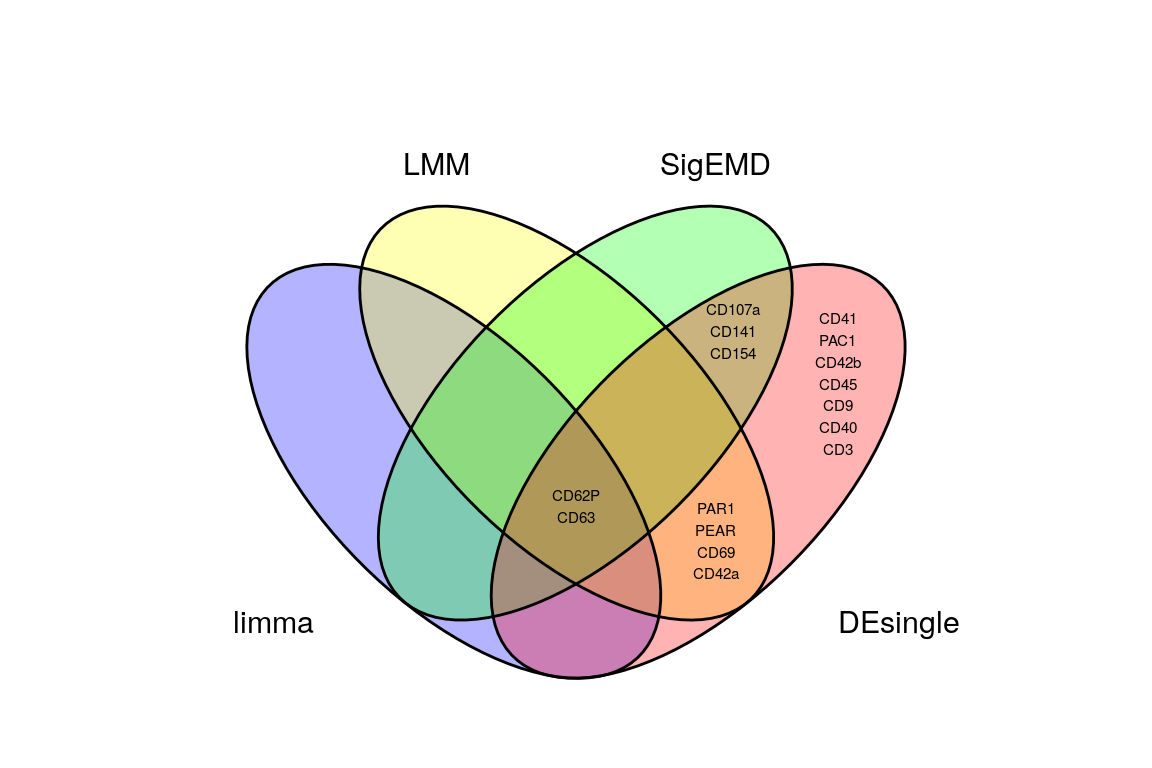 LMM
SigEMD
CD107a
CD141
CD154
CD41
PAC1
CD42b
CD45
CD9
CD40
CD3
CD62P
CD63
PAR1
PEAR
CD69
CD42a
limma
DEsingle